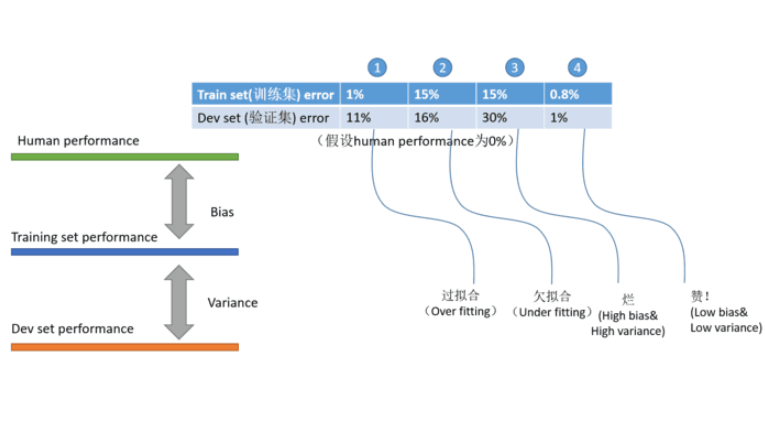 1 2 3 4
Train set(训练集) error 1% 15% 15% 0.8%
Dev set (验证集) error 11% 16% 30% 1%
（假设human performance为0%）
Human performance
Bias
Training set performance
Variance
Dev set performance
过拟合
（Over fitting）
欠拟合
（Under fitting）
烂
(High bias&
High variance)
赞！
(Low bias&
Low variance)